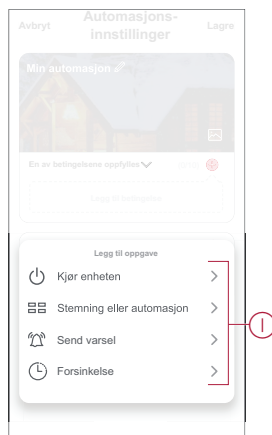 Automasjons-
Avbryt Lagre
innstillinger
Min automasjon
En av betingelsene oppfylles
Legg til betingelser
Legg til oppgave
Kjør enheten
Stemning eller automasjon
Send varsel
Forsinkelse
I